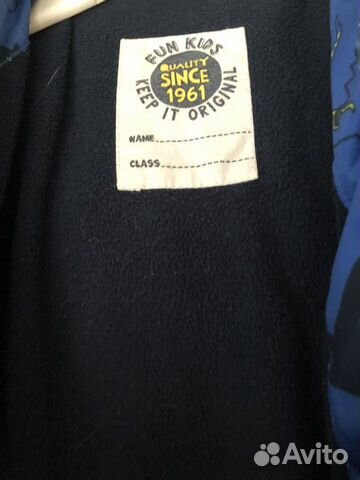 FUN KIDS
QUALITY
SINCE
1961
KEEP IT ORIGINAL
NAME
CLASS
Avito